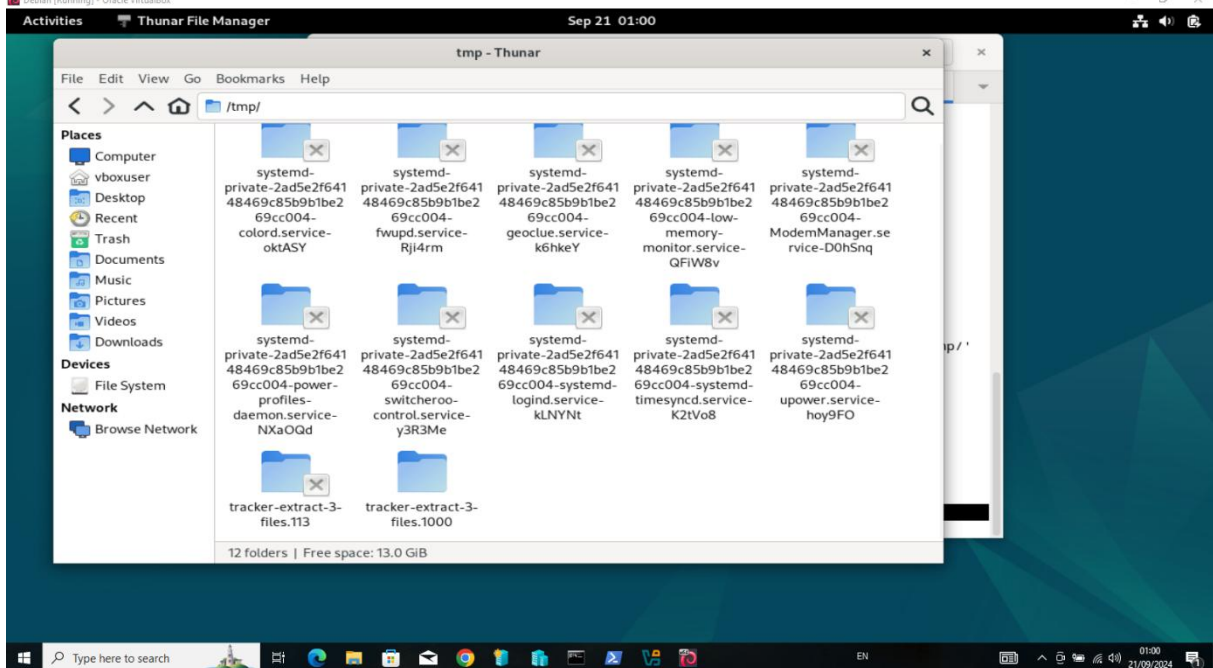 Debian [Running] - Oracle VirtualBox
Activities Thunar File Manager Sep 21 01:00
tmp - Thunar
File Edit View Go Bookmarks Help
/tmp/
Places
Computer
vboxuser
Desktop
Recent
Trash
Documents
Music
Pictures
Videos
Downloads
Devices
File System
Network
Browse Network
systemd-
private-2ad5e2f641
48469c85b9b1be2
69cc004-
colord.service-
oktASY
systemd-
private-2ad5e2f641
48469c85b9b1be2
69cc004-
fwupd.service-
Rji4rm
systemd-
private-2ad5e2f641
48469c85b9b1be2
69cc004-
geoclue.service-
k6hkeY
systemd-
private-2ad5e2f641
48469c85b9b1be2
69cc004-low-
memory-
monitor.service-
QFiW8v
systemd-
private-2ad5e2f641
48469c85b9b1be2
69cc004-
ModemManager.se
rvice-D0hSnq
systemd-
private-2ad5e2f641
48469c85b9b1be2
69cc004-power-
profiles-
daemon.service-
NXaOQd
systemd-
private-2ad5e2f641
48469c85b9b1be2
69cc004-
switcheroo-
control.service-
y3R3Me
systemd-
private-2ad5e2f641
48469c85b9b1be2
69cc004-systemd-
logind.service-
kLNYNt
systemd-
private-2ad5e2f641
48469c85b9b1be2
69cc004-systemd-
timesyncd.service-
K2tVo8
systemd-
private-2ad5e2f641
48469c85b9b1be2
69cc004-
upower.service-
hoy9FO
tracker-extract-3-
files.113
tracker-extract-3-
files.1000
12 folders | Free space: 13.0 GiB
Type here to search EN 01:00
21/09/2024